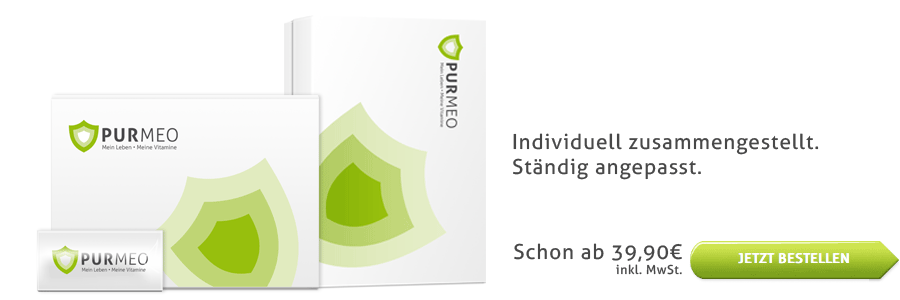 PURMEO
Mein Leben • Meine Vitamine
PURMEO
Mein Leben • Meine Vitamine
PURMEO
Mein Leben • Meine Vitamine
Individuell zusammengestellt.
Ständig angepasst.
Schon ab 39,90€
inkl. MwSt.
JETZT BESTELLEN